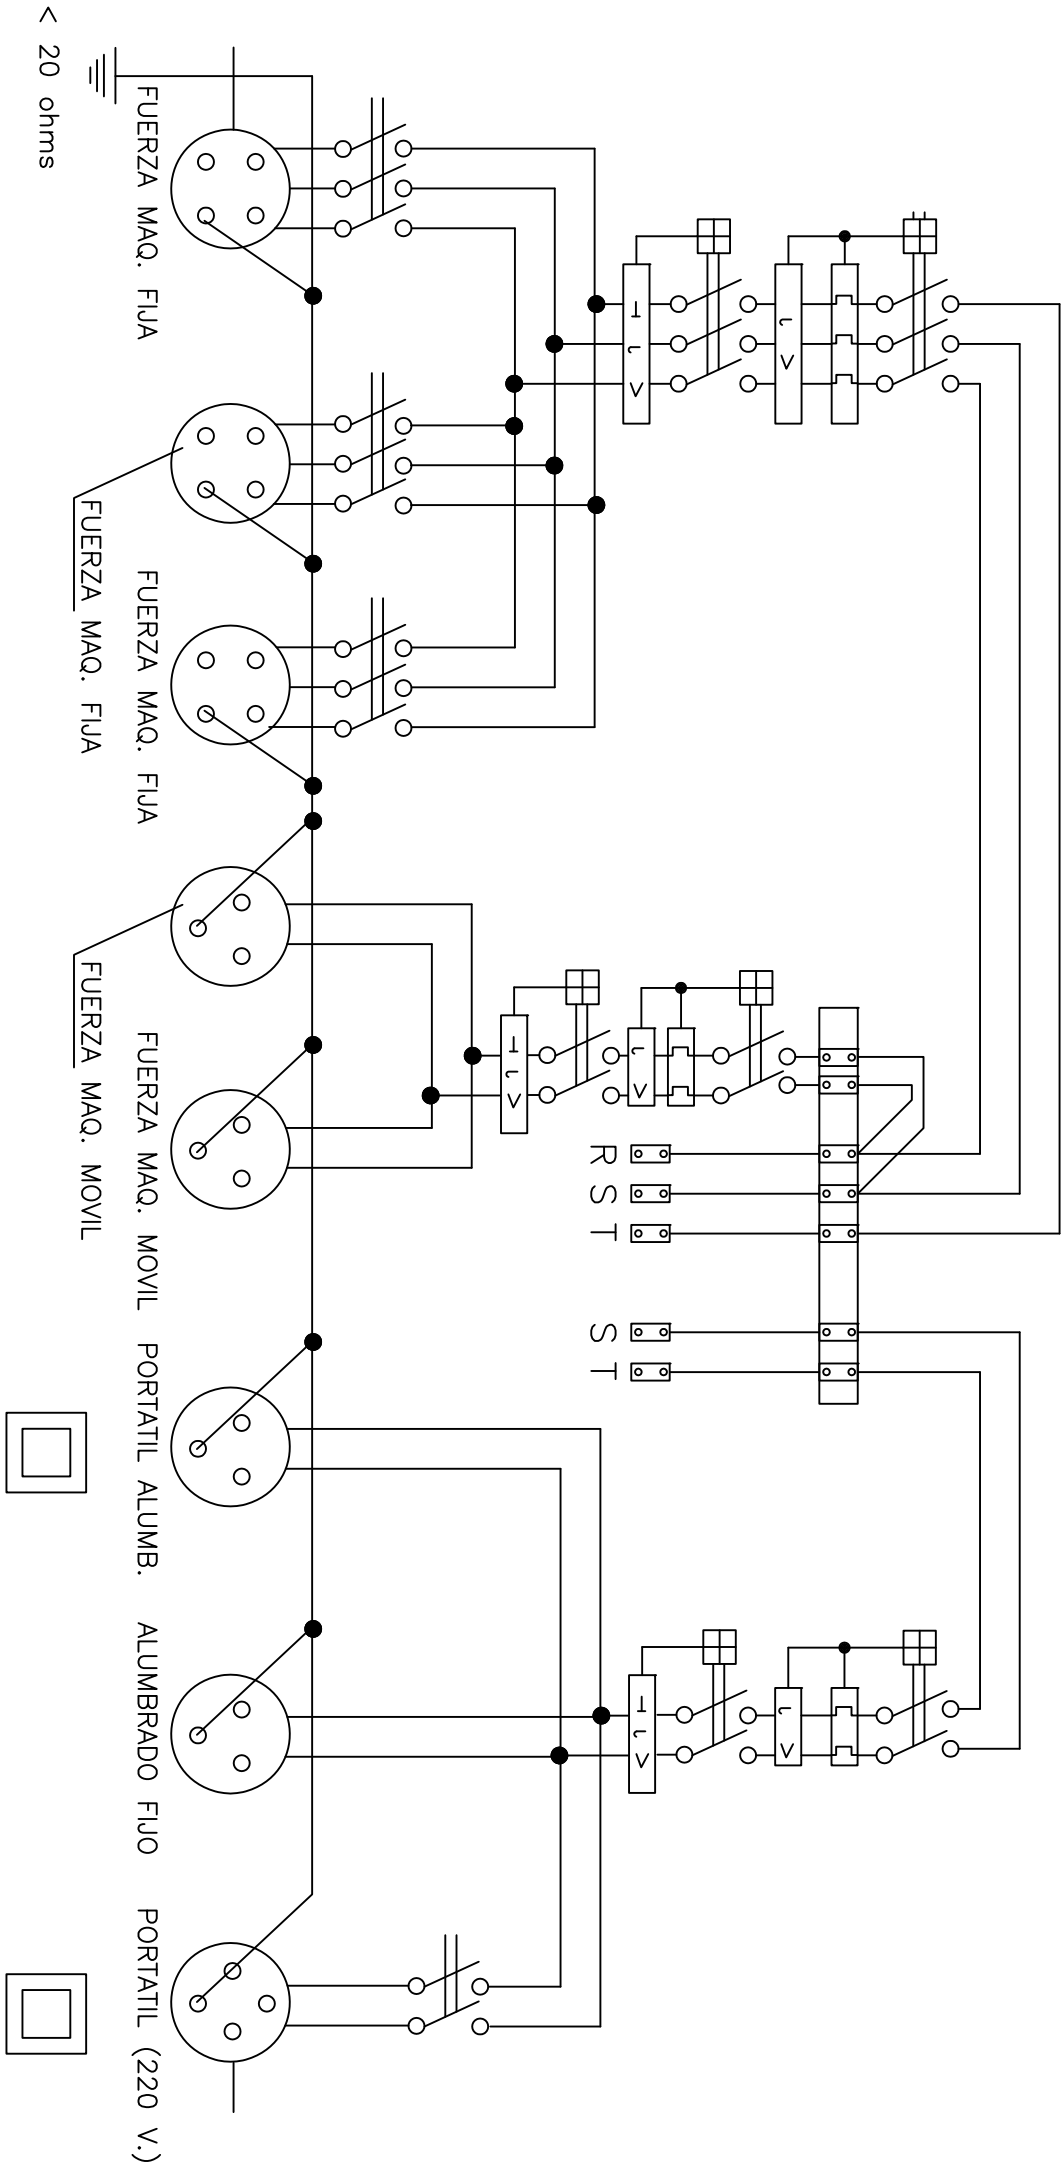 < 20 ohms
FUERZA MAQ. FIJA
FUERZA MAQ. FIJA
FUERZA MAQ. FIJA
FUERZA MAQ. MOVIL
FUERZA MAQ. MOVIL
PORTATIL ALUMB.
ALUMBRADO FIJO
PORTATIL (220 V.)
R
S
T
S
T